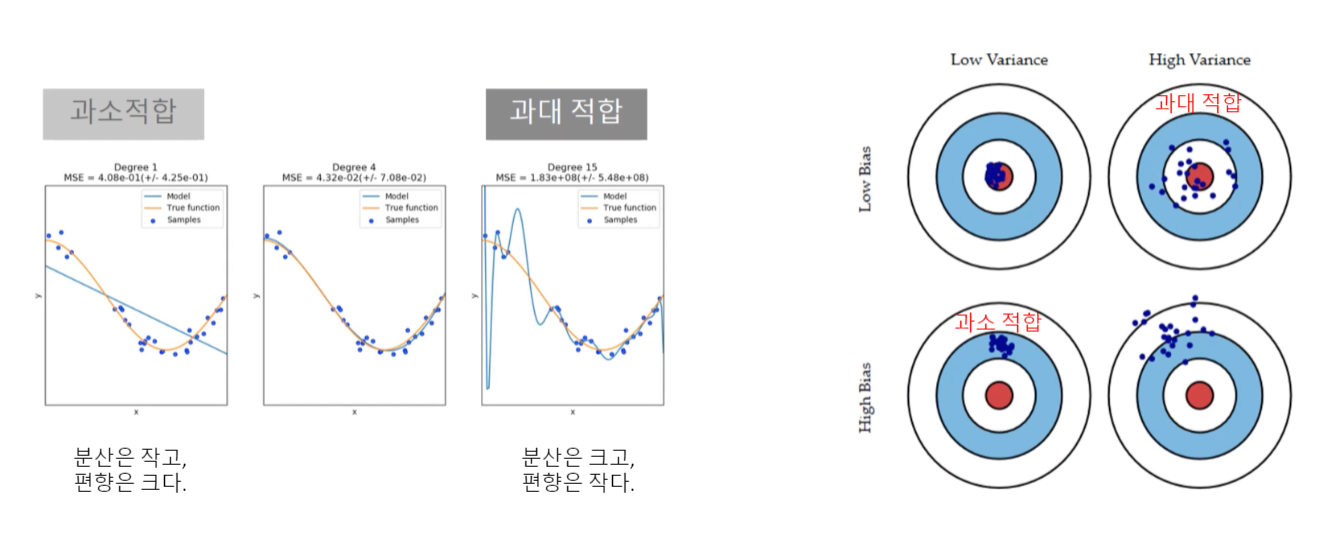 과소적합
과대 적합
Degree 1
MSE = 4.08e-01(+/- 4.25e-01)
Model
True function
Samples
y
x
Degree 4
MSE = 4.32e-02(+/- 7.08e-02)
Model
True function
Samples
y
x
Degree 15
MSE = 1.83e+08(+/- 5.48e+08)
Model
True function
Samples
y
x
분산은 작고,
편향은 크다.
분산은 크고,
편향은 작다.
Low Variance
High Variance
Low Bias
과대 적합
High Bias
과소 적합